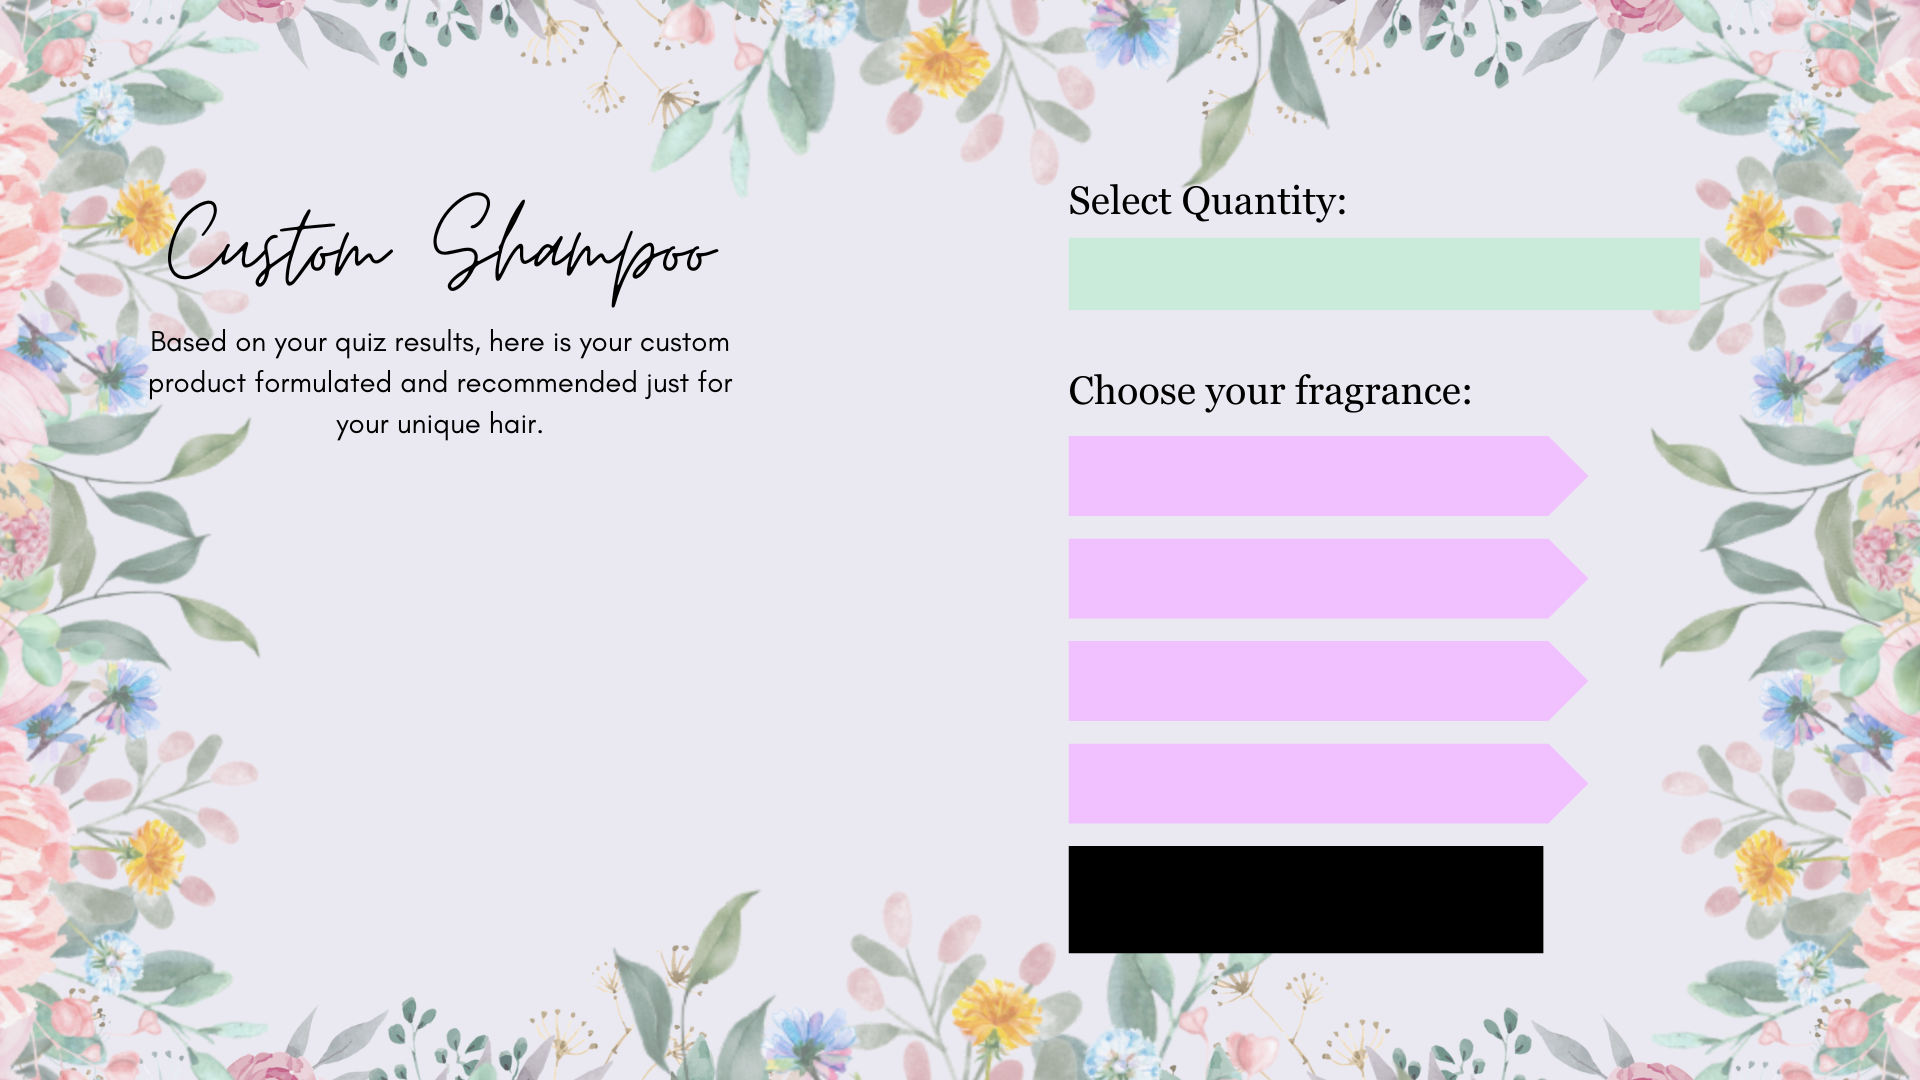 Custom Shampoo
Based on your quiz results, here is your custom
product formulated and recommended just for
your unique hair.
Select Quantity:
Choose your fragrance: